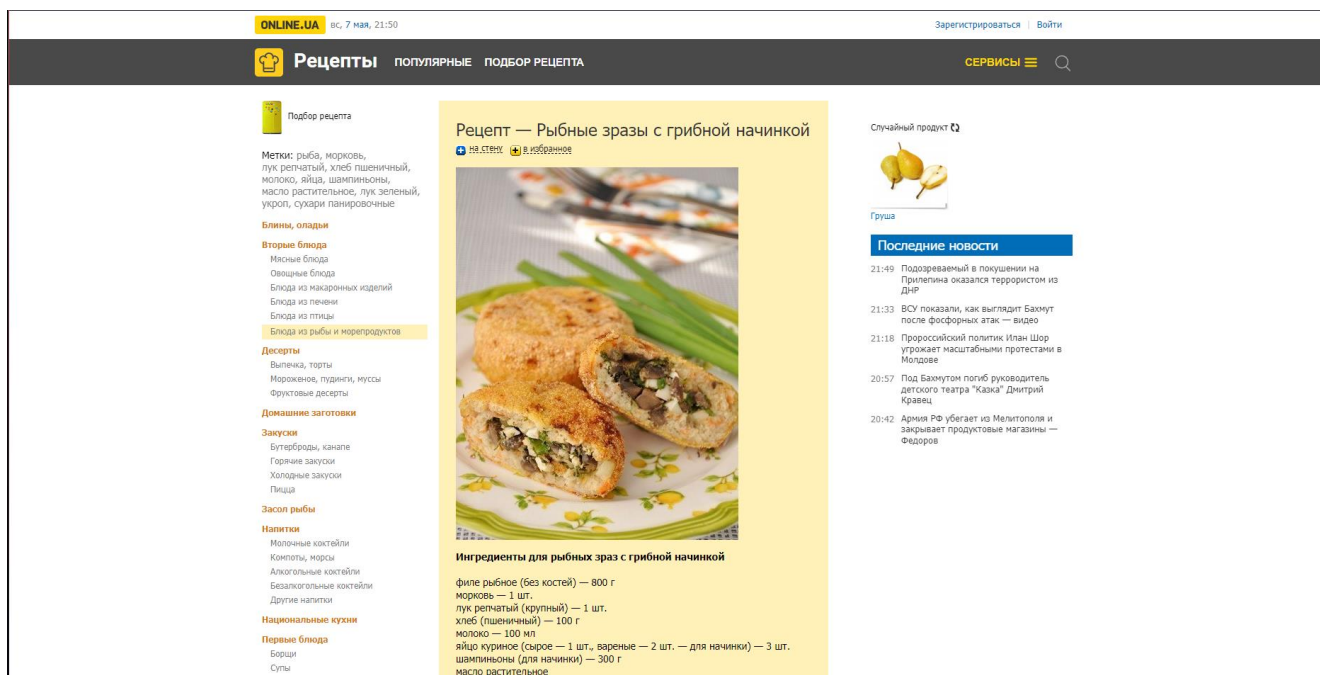 ONLINE.UA вс, 7 мая, 21:50
Зарегистрироваться | Войти
Рецепты ПОПУЛЯРНЫЕ ПОДБОР РЕЦЕПТА
СЕРВИСЫ
Подбор рецепта
Метки: рыба, морковь,
лук репчатый, хлеб пшеничный,
молоко, яйца, шампиньоны,
масло растительное, лук зеленый,
укроп, сухари панировочные
Блины, оладьи
Вторые блюда
Мясные блюда
Овощные блюда
Блюда из макаронных изделий
Блюда из печени
Блюда из птицы
Блюда из рыбы и морепродуктов
Десерты
Выпечка, торты
Мороженое, пудинги, муссы
Фруктовые десерты
Домашние заготовки
Закуски
Бутерброды, канапе
Горячие закуски
Холодные закуски
Пицца
Засол рыбы
Напитки
Молочные коктейли
Компоты, морсы
Алкогольные коктейли
Безалкогольные коктейли
Другие напитки
Национальные кухни
Первые блюда
Борщи
Супы
Рецепт — Рыбные зразы с грибной начинкой
на стену в избранное
Ингредиенты для рыбных зраз с грибной начинкой
филе рыбное (без костей) — 800 г
морковь — 1 шт.
лук репчатый (крупный) — 1 шт.
хлеб (пшеничный) — 100 г
молоко — 100 мл
яйцо куриное (сырое — 1 шт., вареные — 2 шт. — для начинки) — 3 шт.
шампиньоны (для начинки) — 300 г
масло растительное
Случайный продукт
Груша
Последние новости
21:49 Подозреваемый в покушении на
Прилепина оказался террористом из
ДНР
21:33 ВСУ показали, как выглядит Бахмут
после фосфорных атак — видео
21:18 Пророссийский политик Илан Шор
угрожает масштабными протестами в
Молдове
20:57 Под Бахмутом погиб руководитель
детского театра "Казка" Дмитрий
Кравец
20:42 Армия РФ убегает из Мелитополя и
закрывает продуктовые магазины —
Федоров